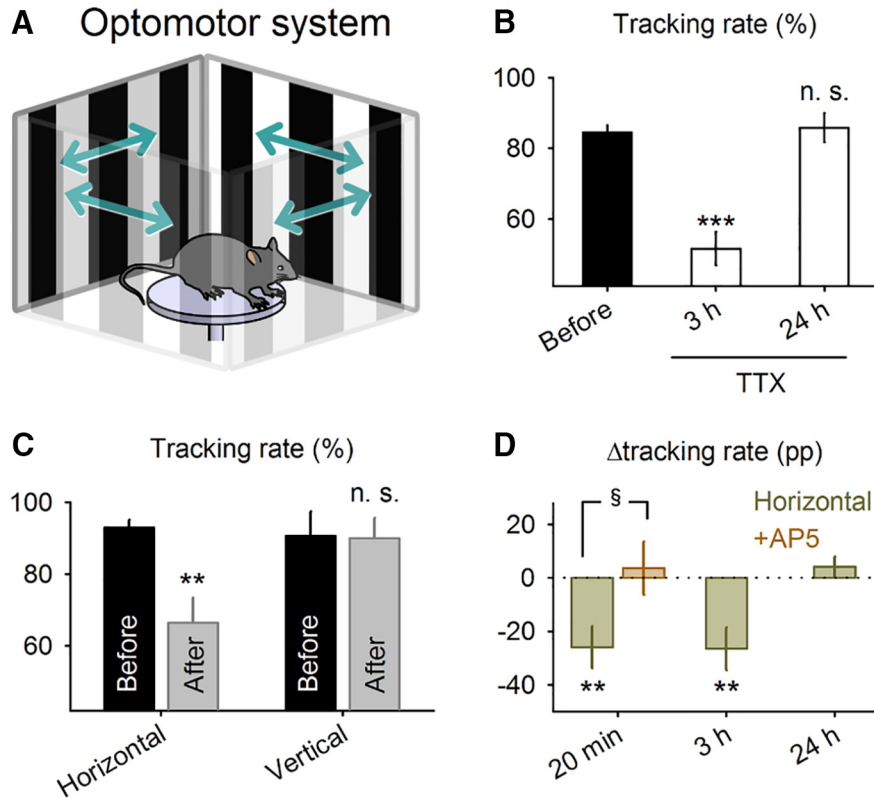 A
Optomotor system
B
Tracking rate (%)
100
80
60
n. s.
***
Before
3 h
24 h
TTX
C
Tracking rate (%)
100
80
60
**
n. s.
Before
After
Before
After
Horizontal
Vertical
D
Δtracking rate (pp)
20
0
-20
-40
§
Horizontal
+AP5
**
**
20 min
3 h
24 h